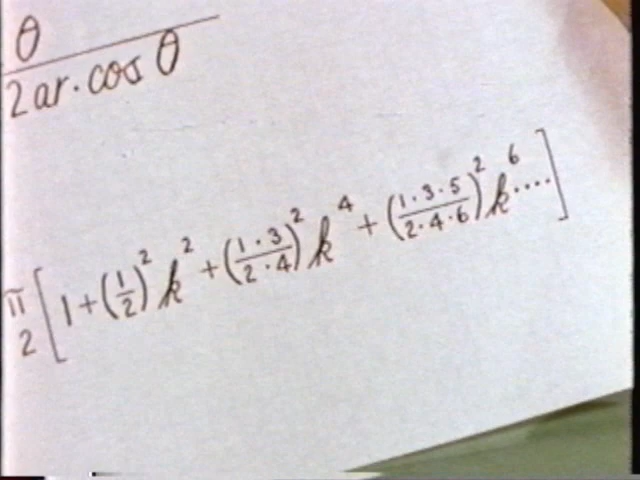 θ
2ar·cos θ
π/2 [1+(1/2)² k² + (1·3/2·4)² k⁴ + (1·3·5/2·4·6)² k⁶ ....]